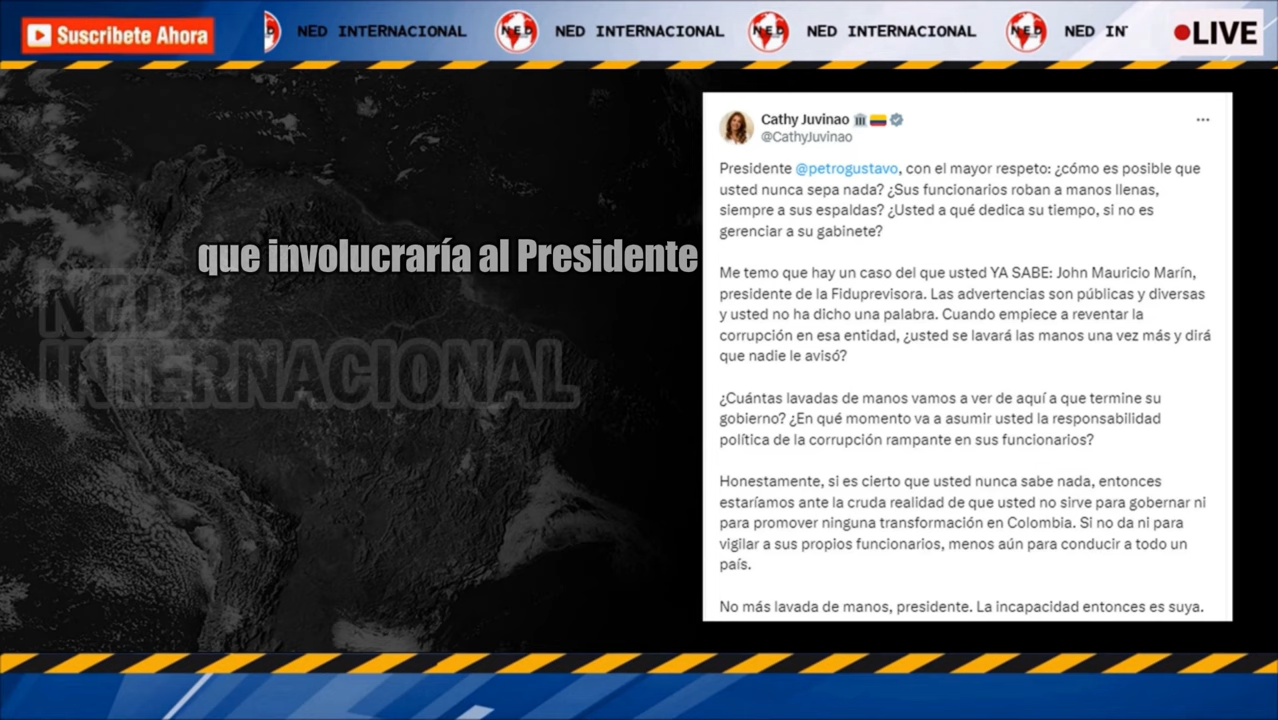 Suscribete Ahora
NED INTERNACIONAL
NED NED INTERNACIONAL
NED NED INTERNACIONAL
NED NED IN
LIVE
Cathy Juvinao
@CathyJuvinao
Presidente @petrogustavo, con el mayor respeto: ¿cómo es posible que
usted nunca sepa nada? ¿Sus funcionarios roban a manos llenas,
siempre a sus espaldas? ¿Usted a qué dedica su tiempo, si no es
gerenciar a su gabinete?
Me temo que hay un caso del que usted YA SABE: John Mauricio Marín,
presidente de la Fiduprevisora. Las advertencias son públicas y diversas
y usted no ha dicho una palabra. Cuando empiece a reventar la
corrupción en esa entidad, ¿usted se lavará las manos una vez más y dirá
que nadie le avisó?
¿Cuántas lavadas de manos vamos a ver de aquí a que termine su
gobierno? ¿En qué momento va a asumir usted la responsabilidad
política de la corrupción rampante en sus funcionarios?
Honestamente, si es cierto que usted nunca sabe nada, entonces
estaríamos ante la cruda realidad de que usted no sirve para gobernar ni
para promover ninguna transformación en Colombia. Si no da ni para
vigilar a sus propios funcionarios, menos aún para conducir a todo un
país.
No más lavada de manos, presidente. La incapacidad entonces es suya.
que involucraría al Presidente
NED
INTERNACIONAL